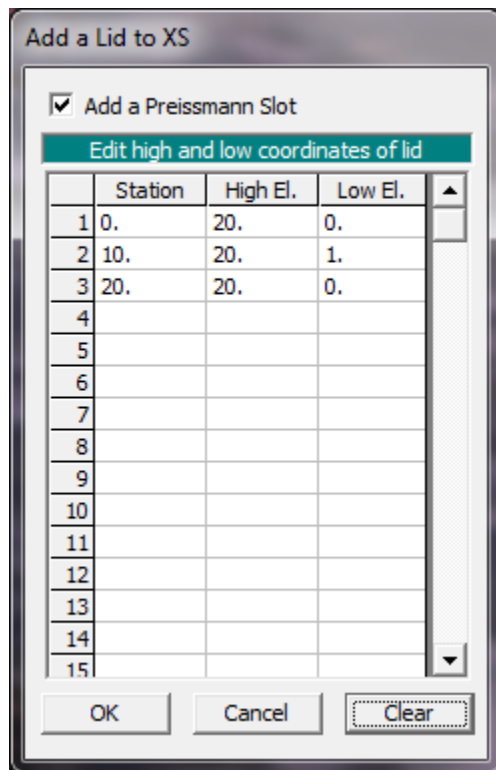 Add a Lid to XS
Add a Preissmann Slot
Edit high and low coordinates of lid
Station High El. Low El.
1 0. 20. 0.
2 10. 20. 1.
3 20. 20. 0.
4
5
6
7
8
9
10
11
12
13
14
15
OK Cancel Clear